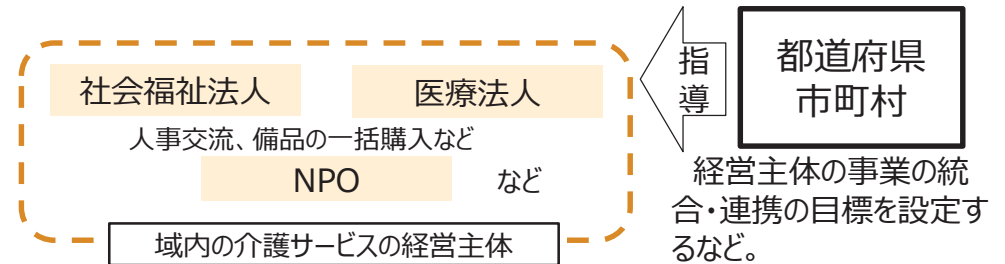 社会福祉法人
医療法人
人事交流、備品の一括購入など
NPO
など
域内の介護サービスの経営主体
指
導
都道府県
市町村
経営主体の事業の統
合・連携の目標を設定す
るなど。